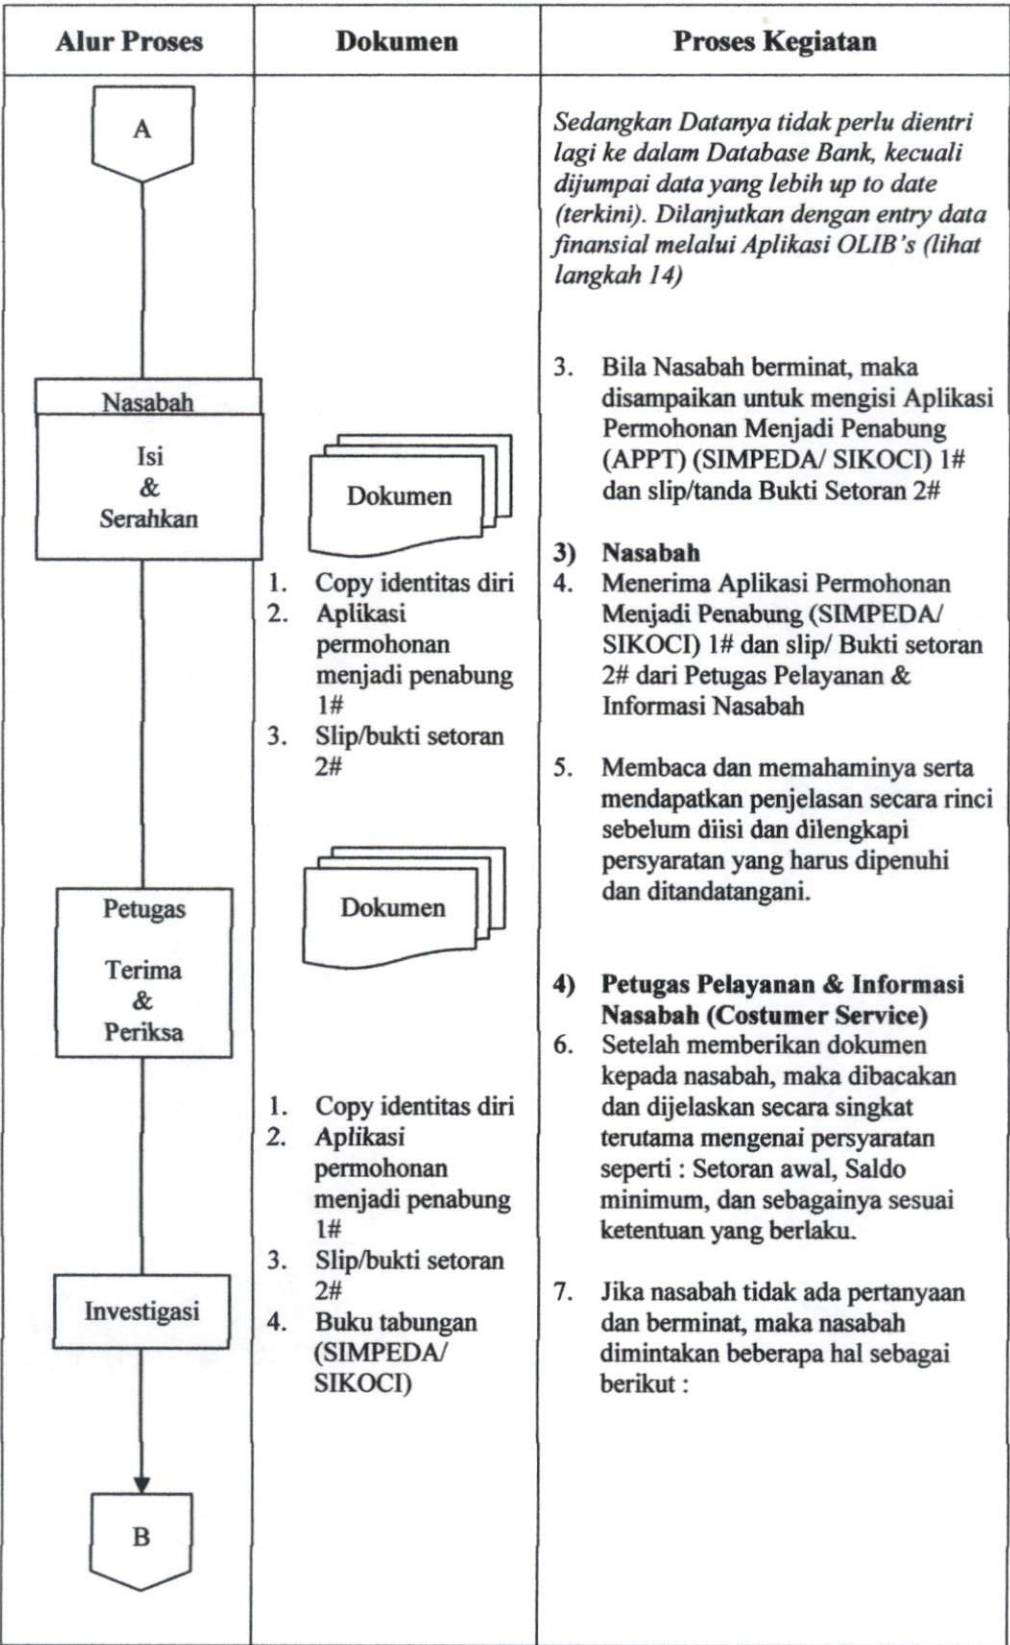 Alur Proses
Dokumen
Proses Kegiatan
A
Nasabah
Isi
&
Serahkan
Petugas
Terima
&
Periksa
Investigasi
B
Dokumen
1. Copy identitas diri
2. Aplikasi
permohonan
menjadi penabung
1#
3. Slip/bukti setoran
2#
Dokumen
1. Copy identitas diri
2. Aplikasi
permohonan
menjadi penabung
1#
3. Slip/bukti setoran
2#
4. Buku tabungan
(SIMPEDA/
SIKOCI)
Sedangkan Datanya tidak perlu dientri
lagi ke dalam Database Bank, kecuali
dijumpai data yang lebih up to date
(terkini). Dilanjutkan dengan entry data
finansial melalui Aplikasi OLIB's (lihat
langkah 14)
3. Bila Nasabah berminat, maka
disampaikan untuk mengisi Aplikasi
Permohonan Menjadi Penabung
(APPT) (SIMPEDA/ SIKOCI) 1#
dan slip/tanda Bukti Setoran 2#
3) Nasabah
4. Menerima Aplikasi Permohonan
Menjadi Penabung (SIMPEDA/
SIKOCI) 1# dan slip/ Bukti setoran
2# dari Petugas Pelayanan &
Informasi Nasabah
5. Membaca dan memahaminya serta
mendapatkan penjelasan secara rinci
sebelum diisi dan dilengkapi
persyaratan yang harus dipenuhi
dan ditandatangani.
4) Petugas Pelayanan & Informasi
Nasabah (Costumer Service)
6. Setelah memberikan dokumen
kepada nasabah, maka dibacakan
dan dijelaskan secara singkat
terutama mengenai persyaratan
seperti : Setoran awal, Saldo
minimum, dan sebagainya sesuai
ketentuan yang berlaku.
7. Jika nasabah tidak ada pertanyaan
dan berminat, maka nasabah
dimintakan beberapa hal sebagai
berikut :